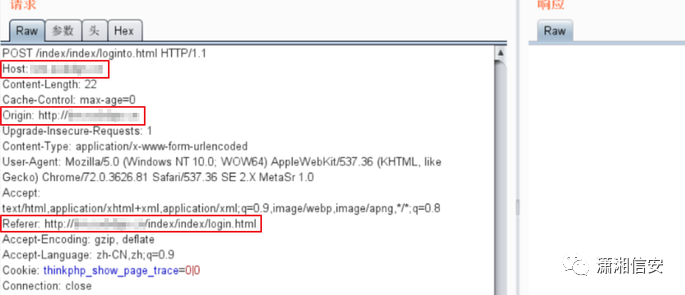 请求
响应
Raw 参数 头 Hex
Raw
POST /index/index/loginto.html HTTP/1.1
Host:
Content-Length: 22
Cache-Control: max-age=0
Origin: http://
Upgrade-Insecure-Requests: 1
Content-Type: application/x-www-form-urlencoded
User-Agent: Mozilla/5.0 (Windows NT 10.0; WOW64) AppleWebKit/537.36 (KHTML, like
Gecko) Chrome/72.0.3626.81 Safari/537.36 SE 2.X MetaSr 1.0
Accept:
text/html,application/xhtml+xml,application/xml;q=0.9,image/webp,image/apng,*/*;q=0.8
Referer: http:// /index/index/login.html
Accept-Encoding: gzip, deflate
Accept-Language: zh-CN,zh;q=0.9
Cookie: thinkphp_show_page_trace=0|0
Connection: close
潇湘信安